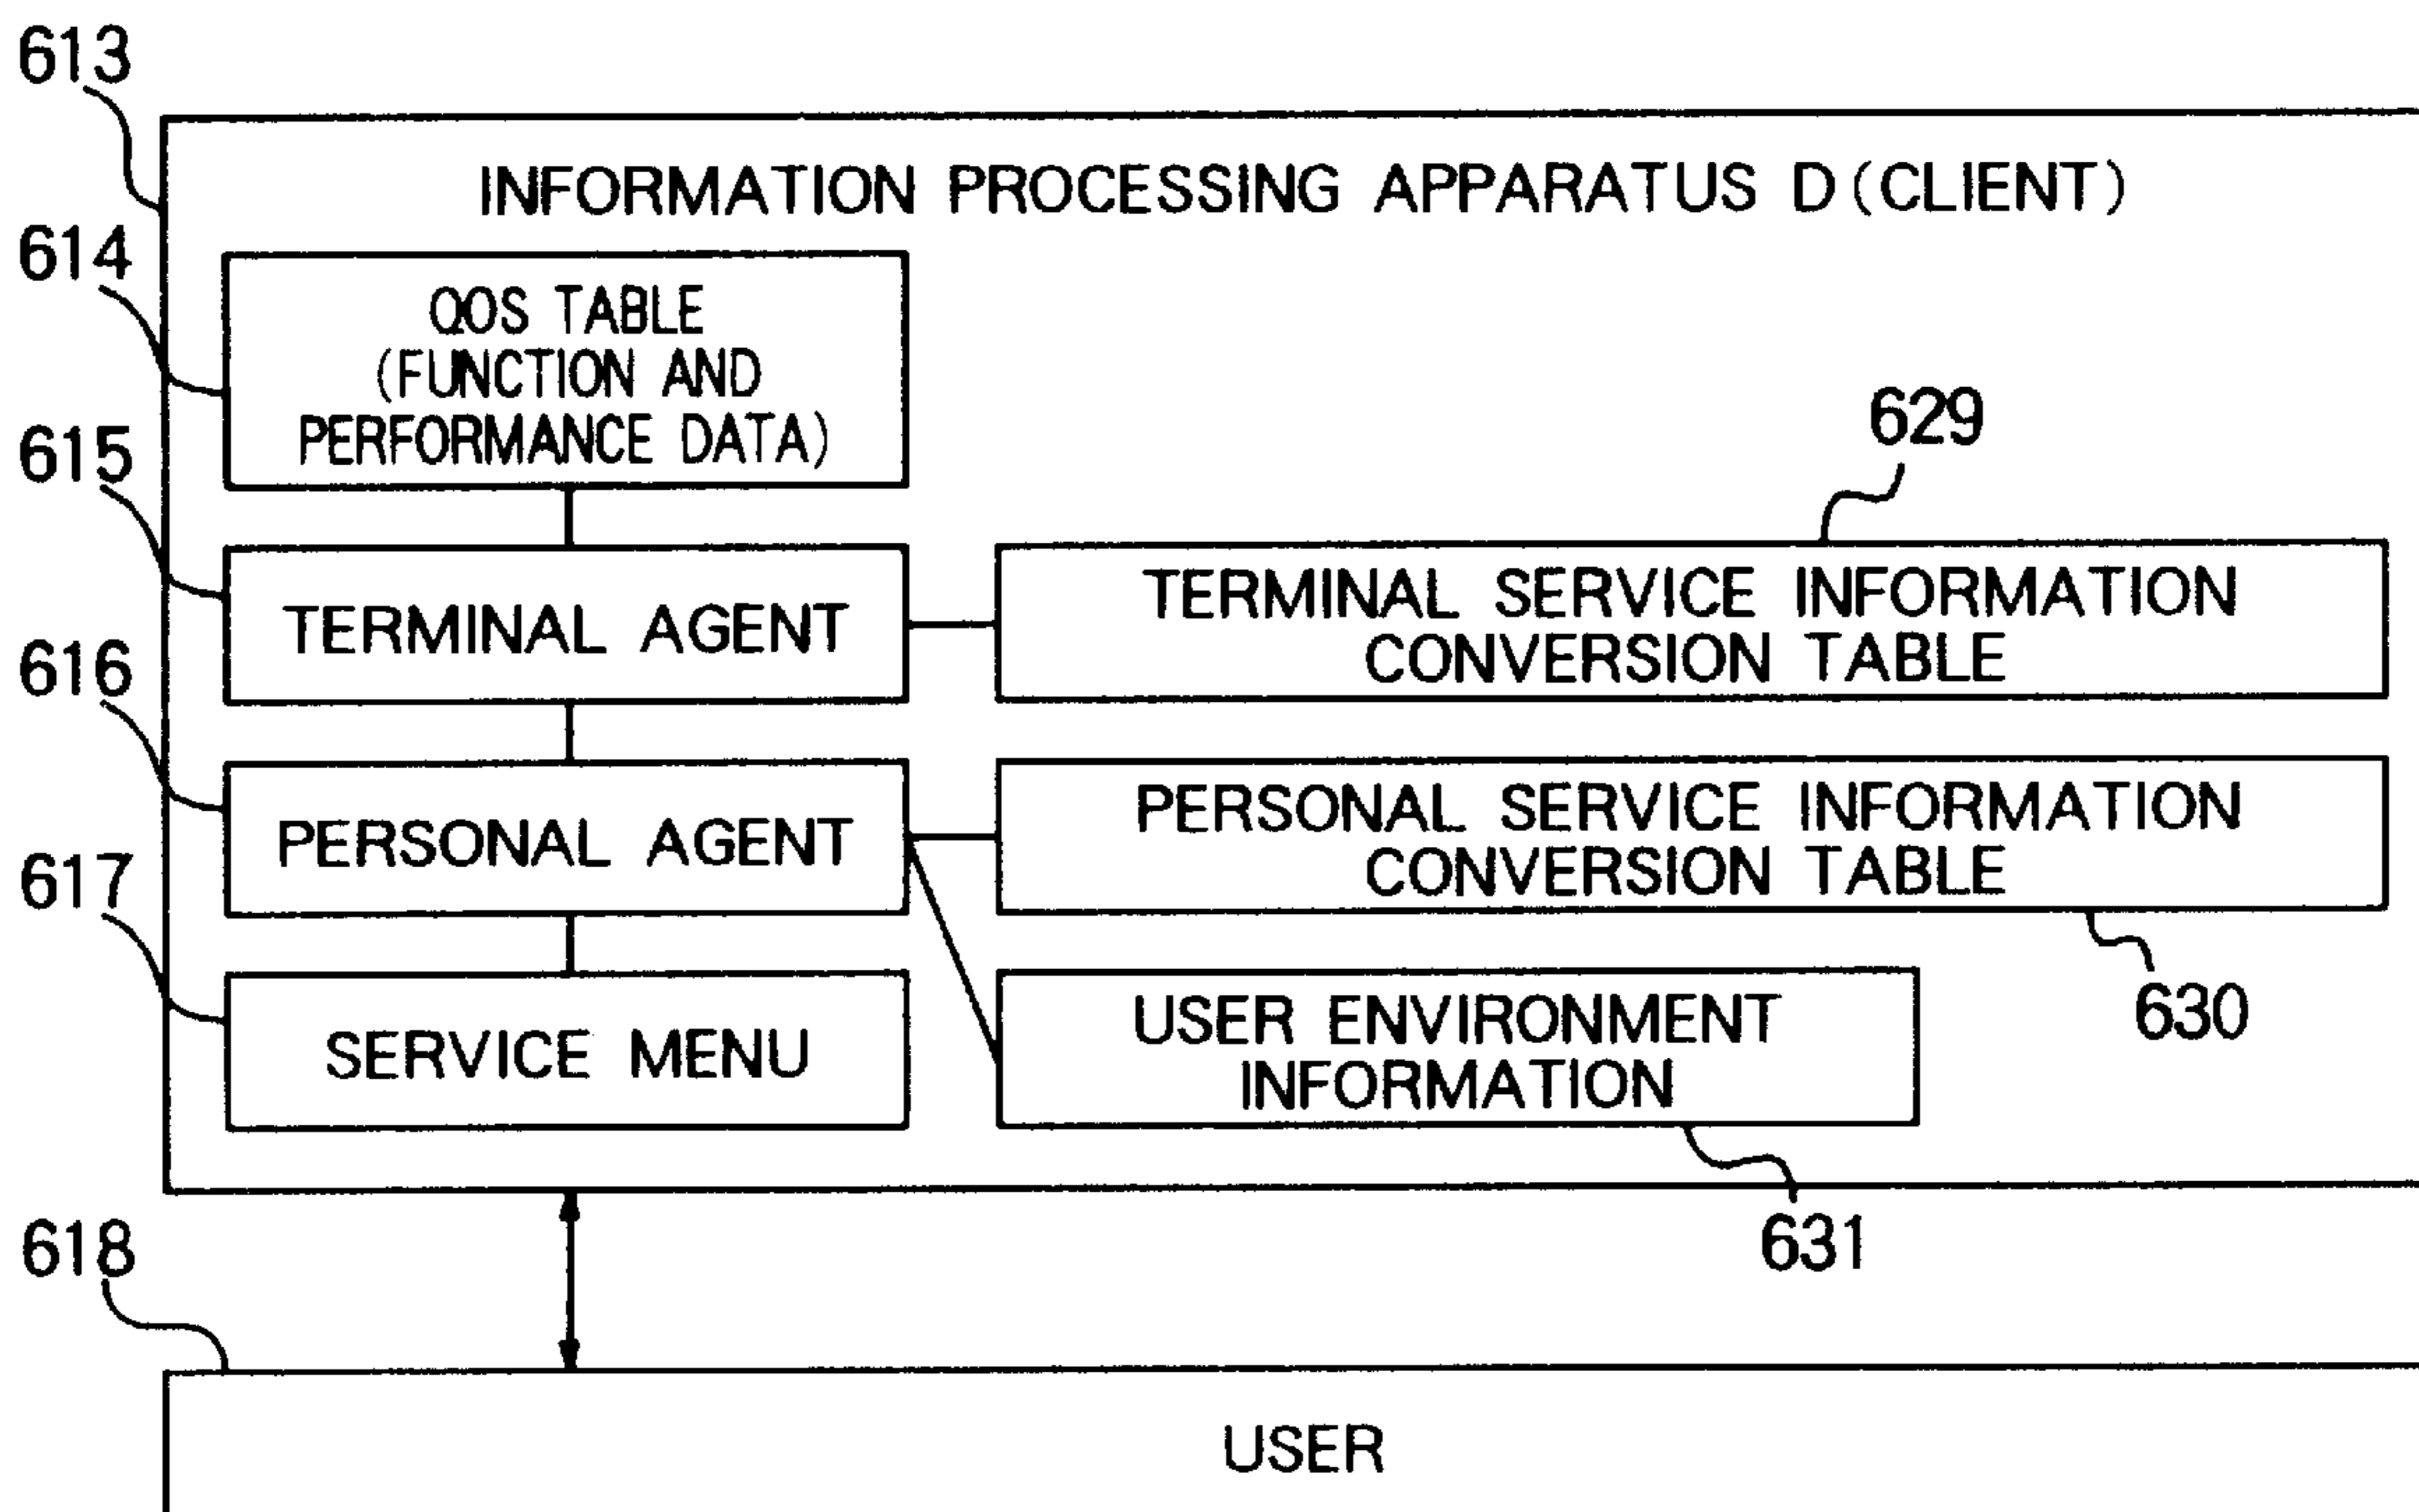 613
INFORMATION PROCESSING APPARATUS D (CLIENT)
614
QOS TABLE
(FUNCTION AND
PERFORMANCE DATA)
629
615
TERMINAL AGENT
TERMINAL SERVICE INFORMATION
CONVERSION TABLE
616
PERSONAL AGENT
PERSONAL SERVICE INFORMATION
CONVERSION TABLE
630
617
SERVICE MENU
USER ENVIRONMENT
INFORMATION
631
618
USER